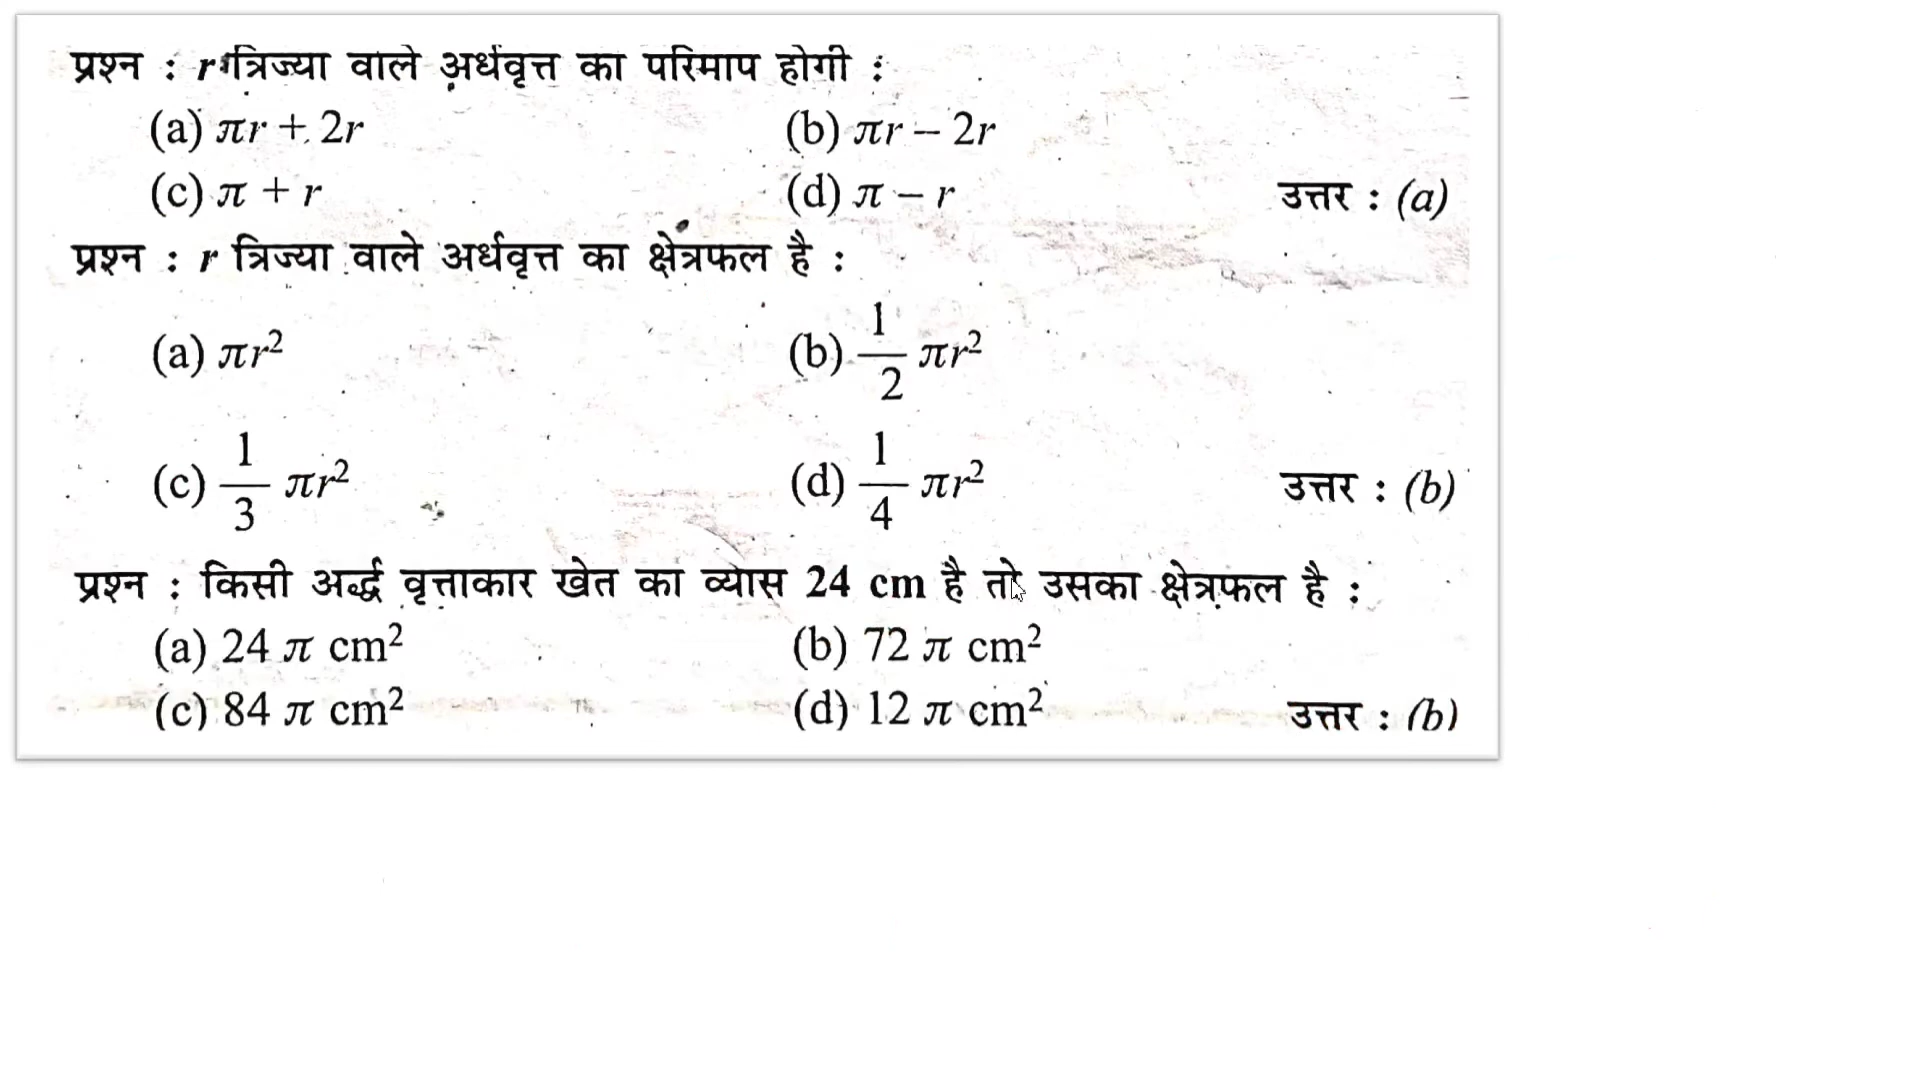 प्रश्न : r त्रिज्या वाले अर्धवृत्त का परिमाप होगी :
(a) πr + 2r (b) πr – 2r
(c) π + r (d) π – r उत्तर : (a)
प्रश्न : r त्रिज्या वाले अर्धवृत्त का क्षेत्रफल है :
(a) πr² (b) 1/2 πr²
(c) 1/3 πr² (d) 1/4 πr² उत्तर : (b)
प्रश्न : किसी अर्द्ध वृत्ताकार खेत का व्यास 24 cm है तो उसका क्षेत्रफल है :
(a) 24 π cm² (b) 72 π cm²
(c) 84 π cm² (d) 12 π cm² उत्तर : (b)